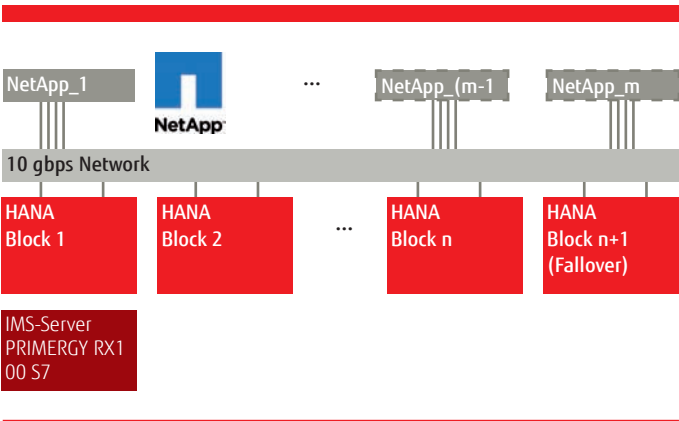 NetApp_1
NetApp
...
NetApp_(m-1
NetApp_m
10 gbps Network
HANA
Block 1
HANA
Block 2
...
HANA
Block n
HANA
Block n+1
(Fallover)
IMS-Server
PRIMERGY RX1
00 S7